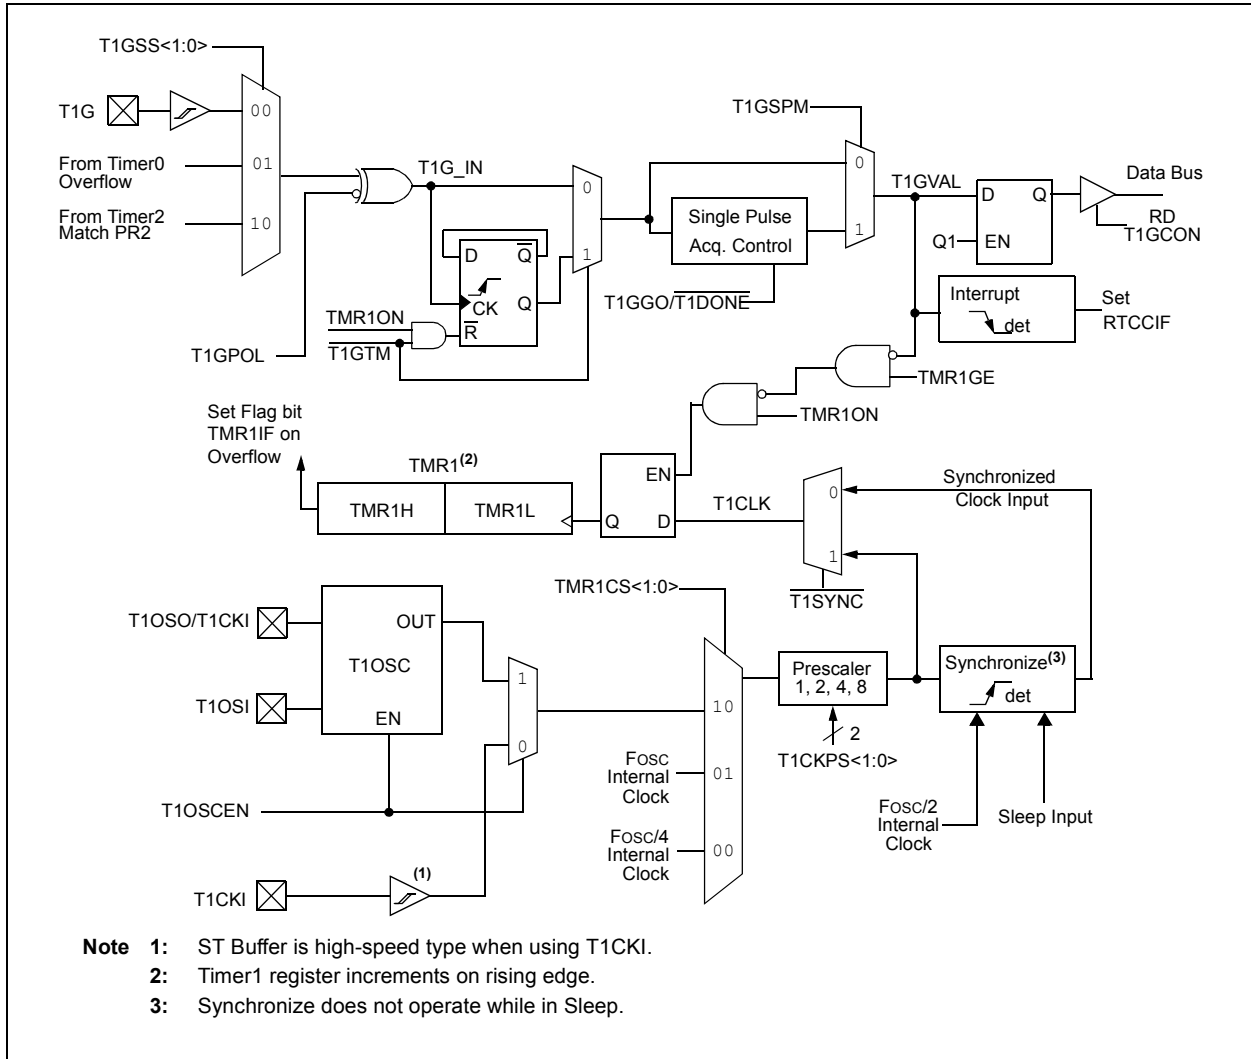 T1GSS<1:0>
T1G
00
From Timer0
Overflow
01
From Timer2
Match PR2
10
T1G_IN
0
1
D
Q̅
CK
Q
R̅
TMR1ON
T1GTM
T1GPOL
T1GSPM
0
1
Single Pulse
Acq. Control
T1GGO/T̅1̅D̅O̅N̅E̅
T1GVAL
D
Q
Q1
EN
Data Bus
RD
T1GCON
Interrupt
det
Set
RTCCIF
TMR1GE
TMR1ON
Set Flag bit
TMR1IF on
Overflow
TMR1(2)
TMR1H
TMR1L
EN
Q
D
T1CLK
0
1
Synchronized
Clock Input
T̅1̅S̅Y̅N̅C̅
TMR1CS<1:0>
T1OSO/T1CKI
OUT
T1OSC
T1OSI
EN
1
0
T1OSCEN
T1CKI
(1)
10
01
00
FOSC
Internal
Clock
FOSC/4
Internal
Clock
Prescaler
1, 2, 4, 8
2
T1CKPS<1:0>
Synchronize(3)
det
FOSC/2
Internal
Clock
Sleep Input
Note 1: ST Buffer is high-speed type when using T1CKI.
2: Timer1 register increments on rising edge.
3: Synchronize does not operate while in Sleep.